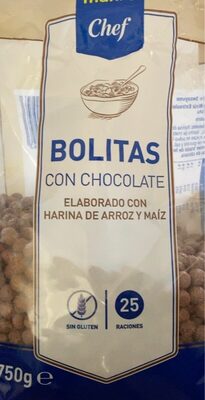 Chef
BOLITAS
CON CHOCOLATE
ELABORADO CON
HARINA DE ARROZ Y MAÍZ
SIN GLUTEN
25
RACIONES
750g e